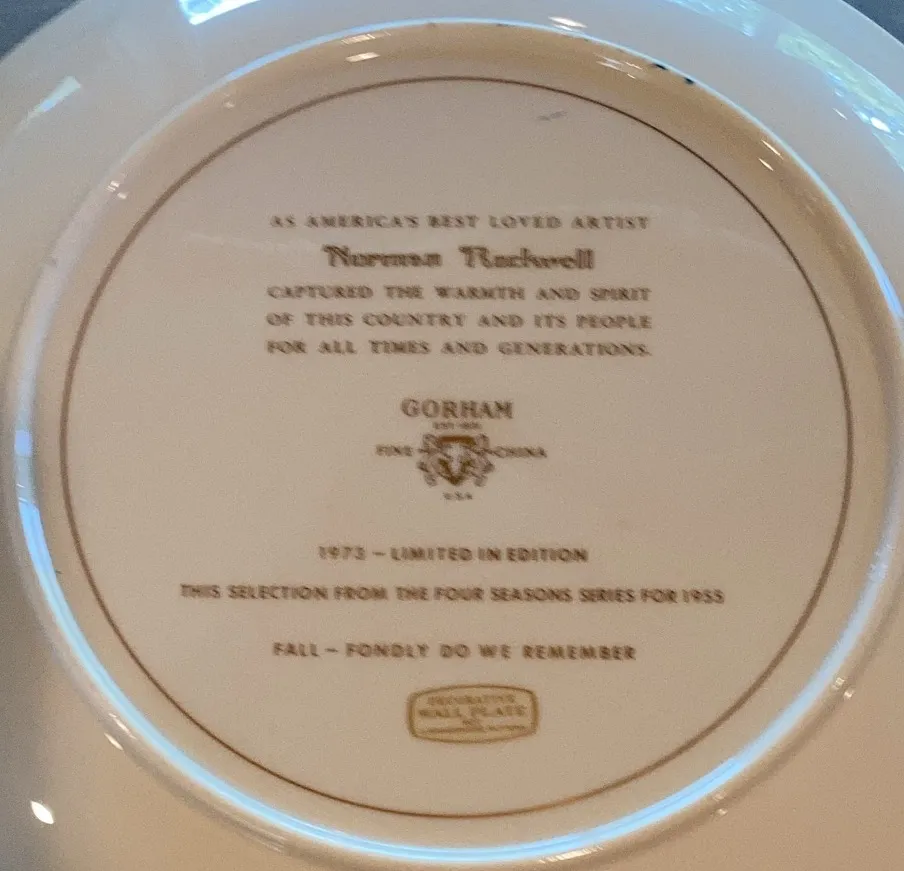 AS AMERICA'S BEST LOVED ARTIST
Norman Rockwell
CAPTURED THE WARMTH AND SPIRIT
OF THIS COUNTRY AND ITS PEOPLE
FOR ALL TIMES AND GENERATIONS.
GORHAM
FINE CHINA
USA
1973 - LIMITED IN EDITION
THIS SELECTION FROM THE FOUR SEASONS SERIES FOR 1955
FALL - FONDLY DO WE REMEMBER
DECORATIVE
WALL PLATE